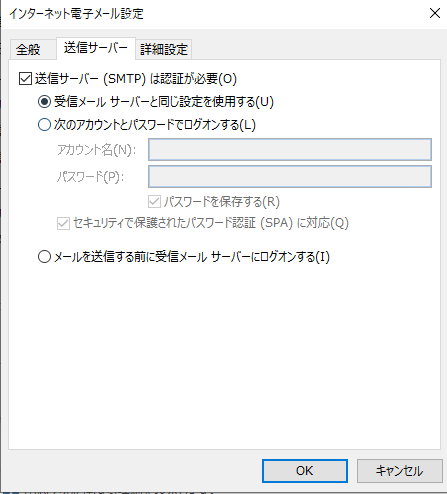 インターネット電子メール設定
全般 送信サーバー 詳細設定
送信サーバー (SMTP) は認証が必要(O)
受信メール サーバーと同じ設定を使用する(U)
次のアカウントとパスワードでログオンする(L)
アカウント名(N):
パスワード(P):
パスワードを保存する(R)
セキュリティで保護されたパスワード認証 (SPA) に対応(Q)
メールを送信する前に受信メール サーバーにログオンする(I)
OK キャンセル